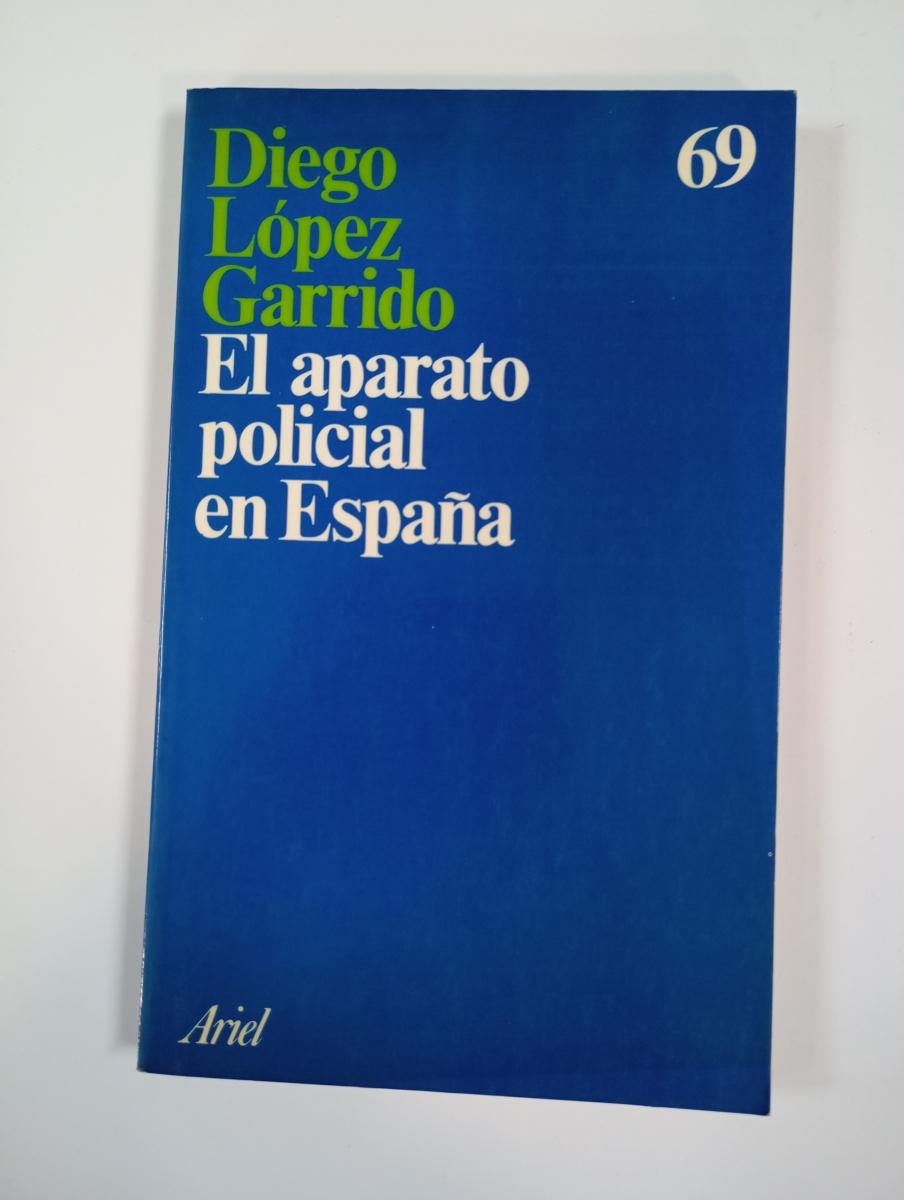 Diego
López
Garrido
69
El aparato
policial
en España
Ariel